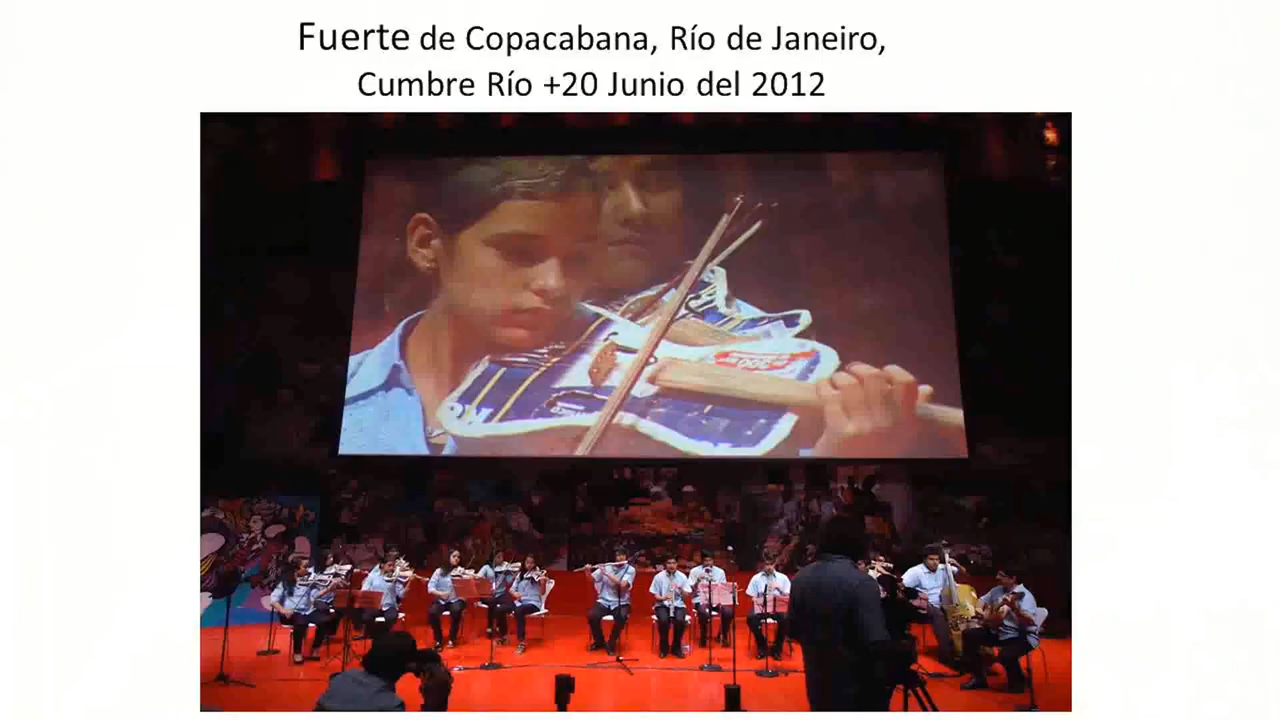 Fuerte de Copacabana, Río de Janeiro,
Cumbre Río +20 Junio del 2012